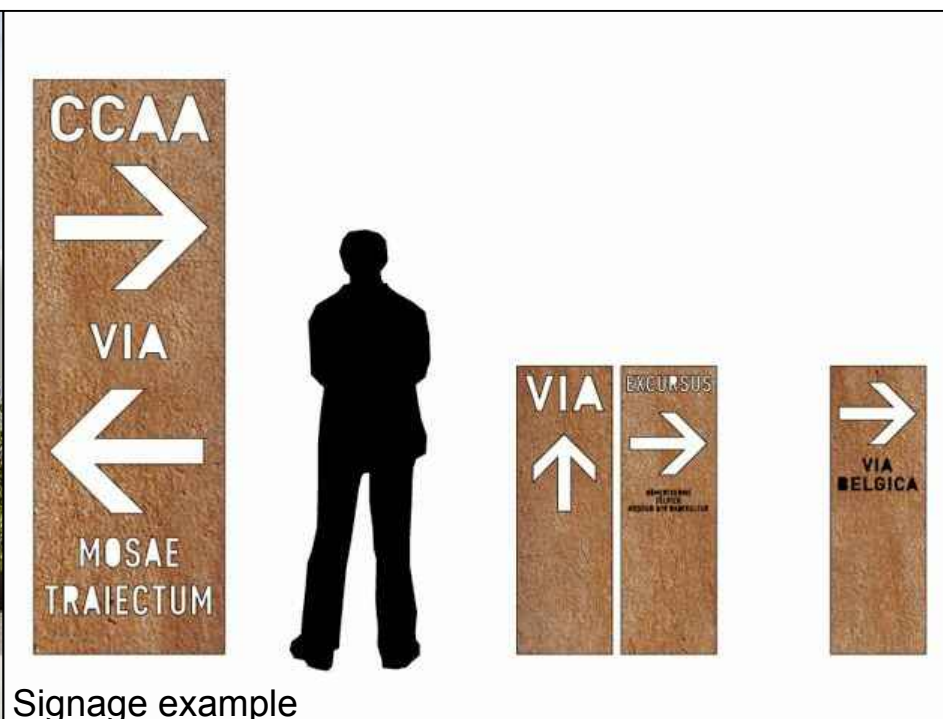 CCAA
VIA
MOSAE
TRAIECTUM
VIA
EXCURSUS
VIA
BELGICA
Signage example